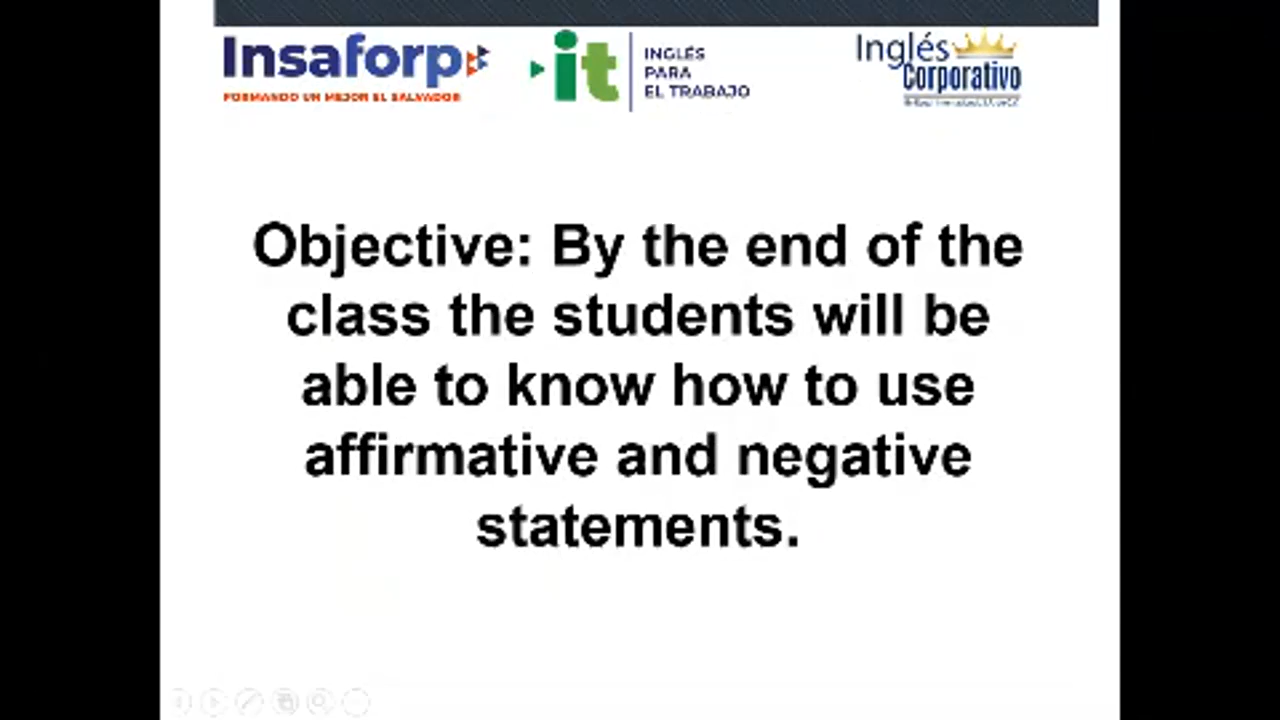 Insaforp
FORMANDO UN MEJOR EL SALVADOR
it
INGLÉS
PARA
EL TRABAJO
Inglés
Corporativo
Objective: By the end of the
class the students will be
able to know how to use
affirmative and negative
statements.